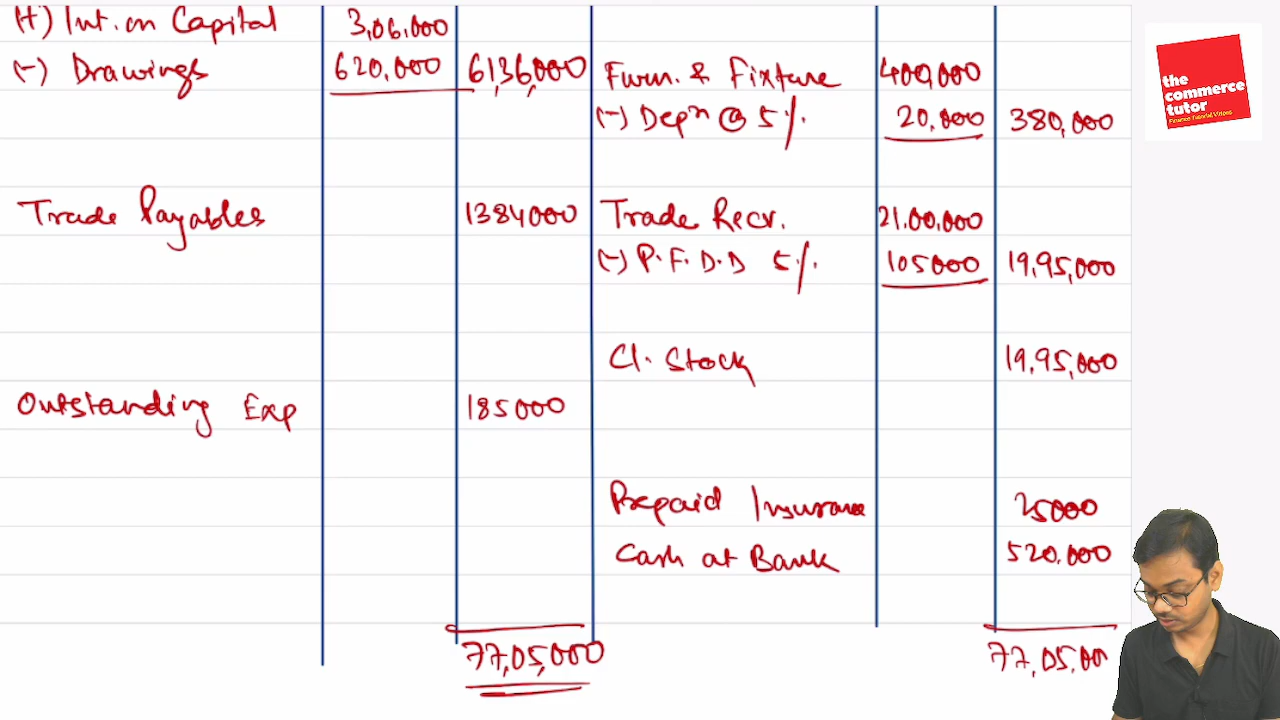 (+) Int. on Capital 3,06,000
(-) Drawings 620,000 6136,000 Furn. & Fixture 400,000
(-) Depn @ 5% 20,000 380,000
Trade Payables 1384000 Trade Recv. 21,00,000
(-) P.F.D.D 5% 105000 19,95,000
Cl. Stock 19,95,000
Outstanding Exp 185000
Prepaid Insurance 25000
Cash at Bank 520,000
77,05,000 77,05,00
the
commerce
tutor